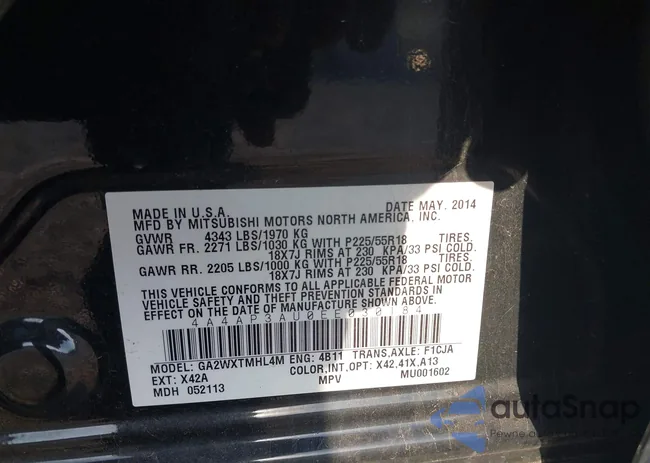 MADE IN U.S.A. DATE MAY. 2014
MFD BY MITSUBISHI MOTORS NORTH AMERICA, INC.
GVWR 4343 LBS/1970 KG
GAWR FR. 2271 LBS/1030 KG WITH P225/55R18 TIRES.
18X7J RIMS AT 230 KPA/33 PSI COLD.
GAWR RR. 2205 LBS/1000 KG WITH P225/55R18 TIRES.
18X7J RIMS AT 230 KPA/33 PSI COLD.
THIS VEHICLE CONFORMS TO ALL APPLICABLE FEDERAL MOTOR
VEHICLE SAFETY AND THEFT PREVENTION STANDARDS IN
EFFECT ON THE DATE OF MANUFACTURE SHOWN ABOVE.
4A4AP3AU0EE030184
MODEL: GA2WXTMHL4M ENG: 4B11 TRANS,AXLE: F1CJA
EXT: X42A COLOR,INT,OPT: X42,41X,A13
MDH 052113 MPV MU001602
autoSnap